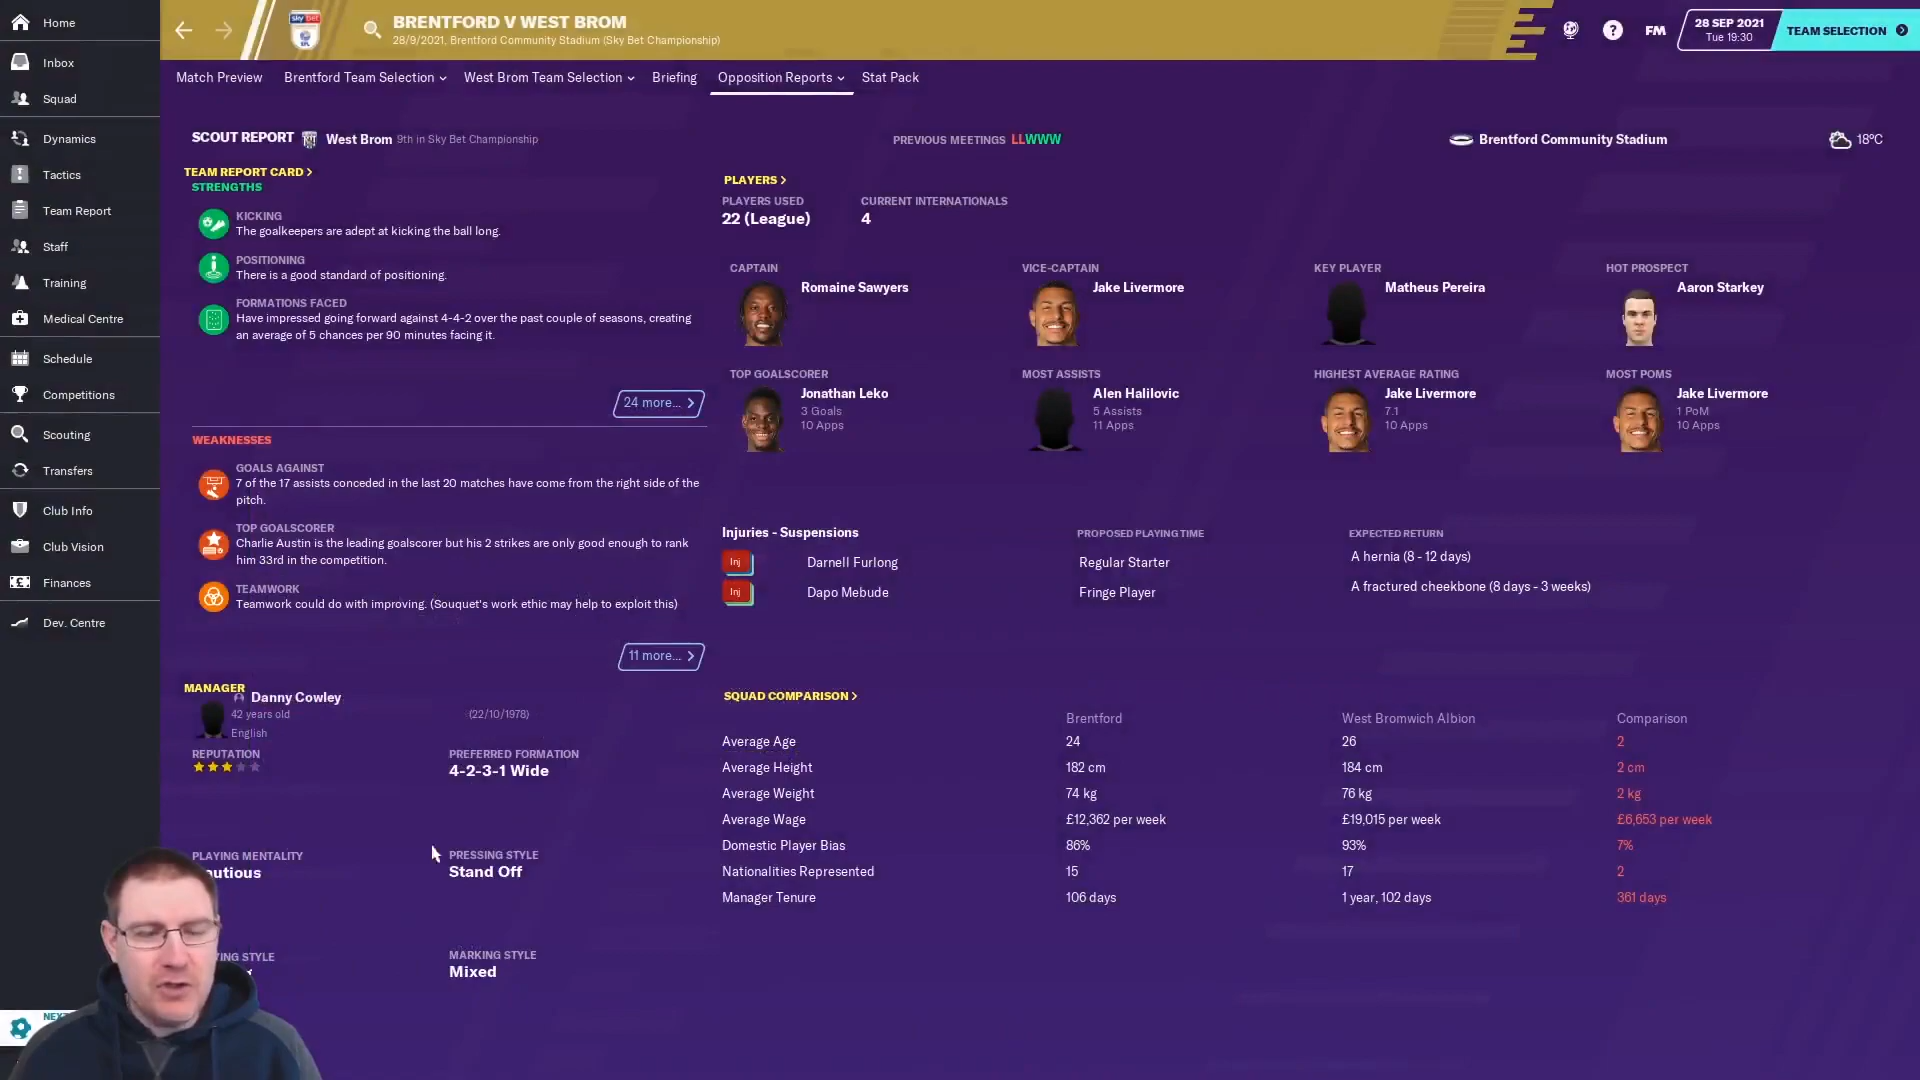 Home
Inbox
Squad
Dynamics
Tactics
Team Report
Staff
Training
Medical Centre
Schedule
Competitions
Scouting
Transfers
Club Info
Club Vision
Finances
Dev. Centre
sky bet
EFL
BRENTFORD V WEST BROM
28/9/2021, Brentford Community Stadium (Sky Bet Championship)
?
FM
28 SEP 2021
Tue 19:30
TEAM SELECTION
Match Preview
Brentford Team Selection
West Brom Team Selection
Briefing
Opposition Reports
Stat Pack
SCOUT REPORT West Brom 9th in Sky Bet Championship
PREVIOUS MEETINGS LLWWW
Brentford Community Stadium
18°C
TEAM REPORT CARD >
STRENGTHS
KICKING
The goalkeepers are adept at kicking the ball long.
POSITIONING
There is a good standard of positioning.
FORMATIONS FACED
Have impressed going forward against 4-4-2 over the past couple of seasons, creating
an average of 5 chances per 90 minutes facing it.
24 more... >
WEAKNESSES
GOALS AGAINST
7 of the 17 assists conceded in the last 20 matches have come from the right side of the
pitch.
TOP GOALSCORER
Charlie Austin is the leading goalscorer but his 2 strikes are only good enough to rank
him 33rd in the competition.
TEAMWORK
Teamwork could do with improving. (Souquet's work ethic may help to exploit this)
11 more... >
MANAGER
Danny Cowley
42 years old (22/10/1978)
English
REPUTATION
PREFERRED FORMATION
4-2-3-1 Wide
PLAYING MENTALITY
utious
PRESSING STYLE
Stand Off
ING STYLE
MARKING STYLE
Mixed
PLAYERS >
PLAYERS USED
22 (League)
CURRENT INTERNATIONALS
4
CAPTAIN
Romaine Sawyers
VICE-CAPTAIN
Jake Livermore
KEY PLAYER
Matheus Pereira
HOT PROSPECT
Aaron Starkey
TOP GOALSCORER
Jonathan Leko
3 Goals
10 Apps
MOST ASSISTS
Alen Halilovic
5 Assists
11 Apps
HIGHEST AVERAGE RATING
Jake Livermore
7.1
10 Apps
MOST POMS
Jake Livermore
1 PoM
10 Apps
Injuries - Suspensions PROPOSED PLAYING TIME EXPECTED RETURN
Inj Darnell Furlong Regular Starter A hernia (8 - 12 days)
Inj Dapo Mebude Fringe Player A fractured cheekbone (8 days - 3 weeks)
SQUAD COMPARISON >
Brentford West Bromwich Albion Comparison
Average Age 24 26 2
Average Height 182 cm 184 cm 2 cm
Average Weight 74 kg 76 kg 2 kg
Average Wage £12,362 per week £19,015 per week £6,653 per week
Domestic Player Bias 86% 93% 7%
Nationalities Represented 15 17 2
Manager Tenure 106 days 1 year, 102 days 361 days